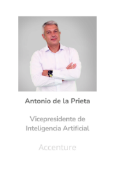 Antonio de la Prieta
Vicepresidente de
Inteligencia Artificial
Accenture